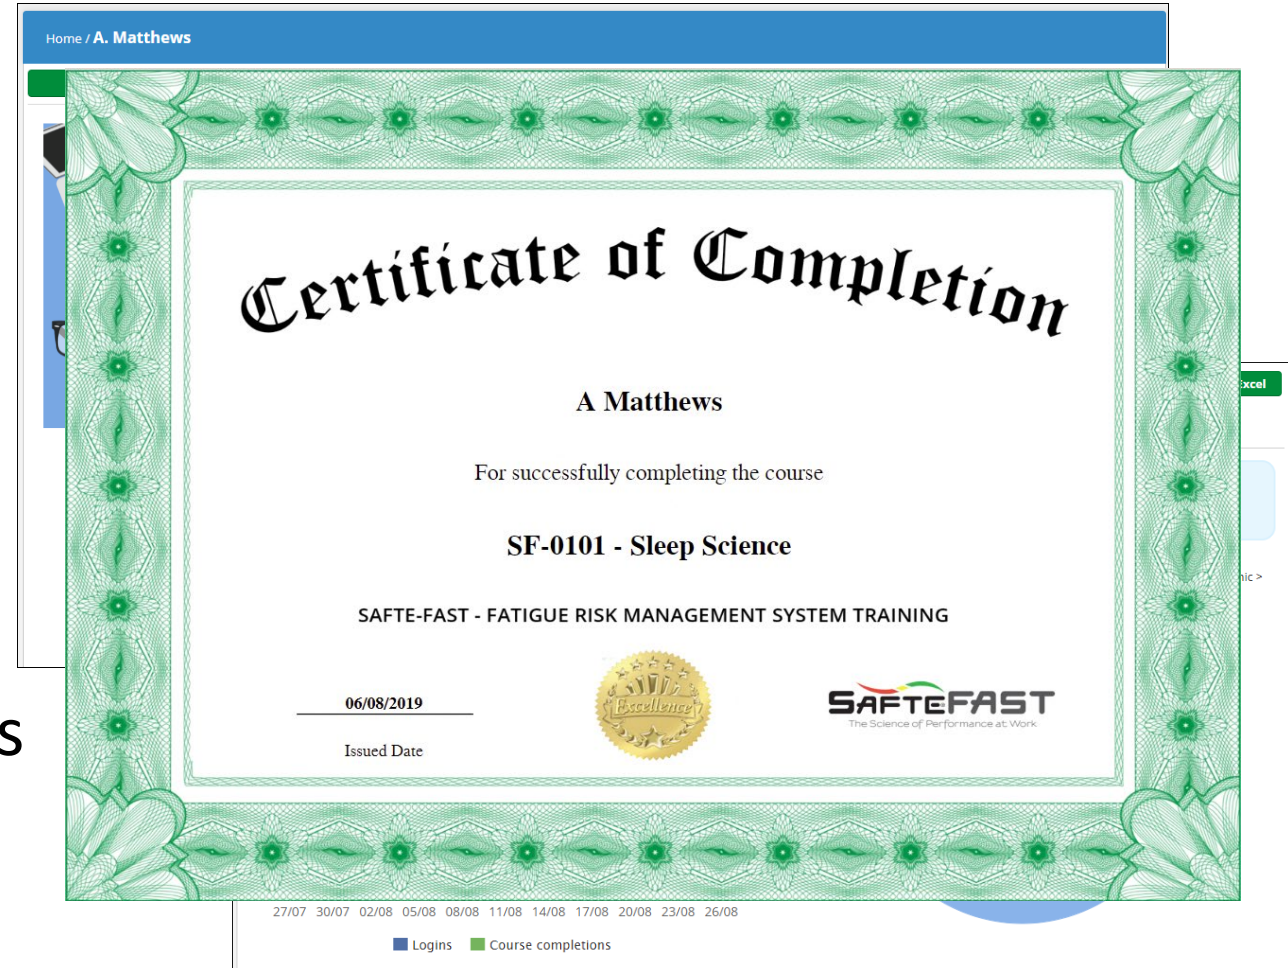 Home / A. Matthews
Certificate of Completion
A Matthews
For successfully completing the course
SF-0101 - Sleep Science
SAFTE-FAST - FATIGUE RISK MANAGEMENT SYSTEM TRAINING
06/08/2019
Issued Date
Excellence
SAFTEFAST
The Science of Performance at Work
27/07 30/07 02/08 05/08 08/08 11/08 14/08 17/08 20/08 23/08 26/08
Logins Course completions